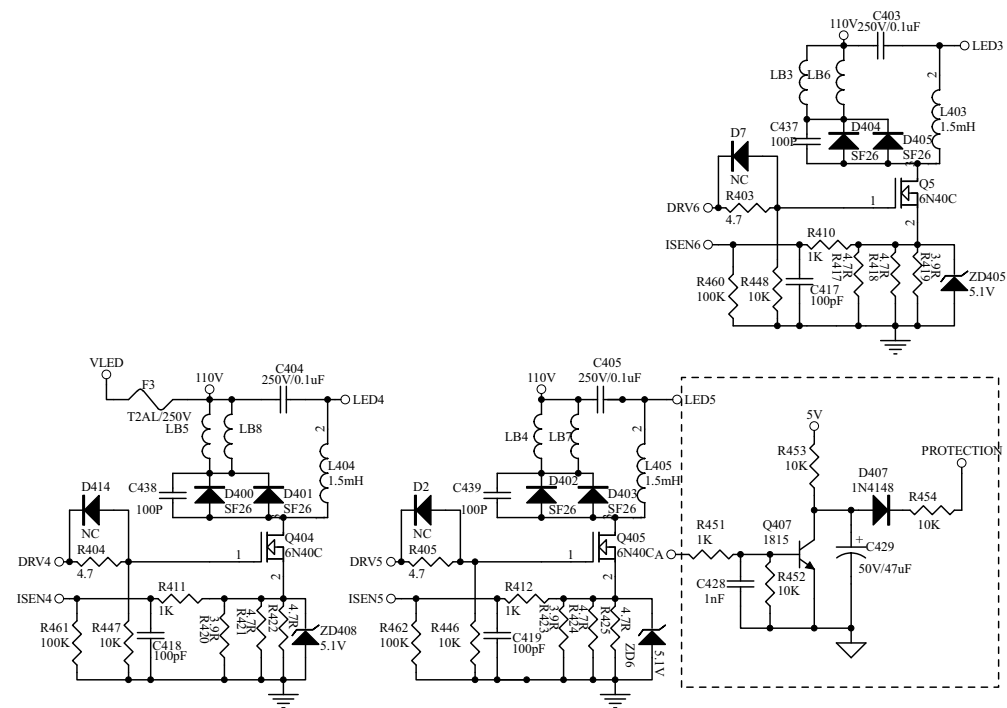 C403
250V/0.1uF
110V
LED3
LB3
LB6
2
L403
1.5mH
C437
100P
D404
SF26
D405
SF26
3
D7
NC
R403
4.7
DRV6
1
Q5
6N40C
2
ISEN6
R410
1K
4.7R
R417
4.7R
R418
3.9R
R419
ZD405
5.1V
R460
100K
R448
10K
C417
100pF
VLED
F3
T2AL/250V
110V
C404
250V/0.1uF
LED4
LB5
LB8
2
L404
1.5mH
C438
100P
D400
SF26
D401
SF26
3
D414
NC
R404
4.7
DRV4
1
Q404
6N40C
2
ISEN4
R411
1K
R461
100K
R447
10K
C418
100pF
3.9R
R420
4.7R
R421
4.7R
R422
ZD408
5.1V
110V
C405
250V/0.1uF
LED5
LB4
LB7
2
L405
1.5mH
C439
100P
D402
SF26
D403
SF26
3
D2
NC
R405
4.7
DRV5
1
Q405
6N40C
2
ISEN5
R412
1K
R462
100K
R446
10K
C419
100pF
3.9R
R423
4.7R
R424
4.7R
R425
ZD6
5.1V
A
R451
1K
C428
1nF
R452
10K
Q407
1815
5V
R453
10K
D407
1N4148
R454
10K
PROTECTION
+
C429
50V/47uF